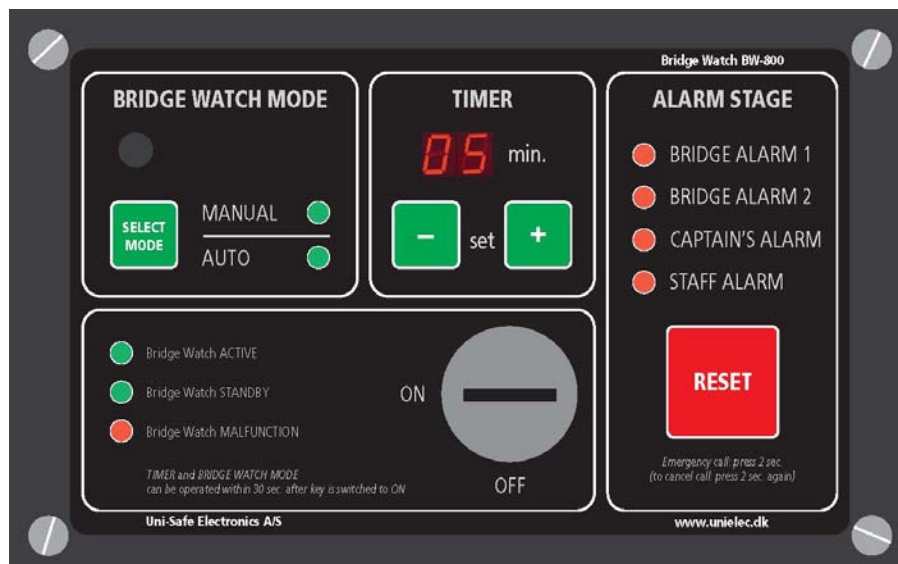 Bridge Watch BW-800
BRIDGE WATCH MODE
SELECT
MODE
MANUAL
AUTO
TIMER
05 min.
- set +
ALARM STAGE
BRIDGE ALARM 1
BRIDGE ALARM 2
CAPTAIN'S ALARM
STAFF ALARM
RESET
Emergency call: press 2 sec.
(to cancel call: press 2 sec. again)
Bridge Watch ACTIVE
Bridge Watch STANDBY
Bridge Watch MALFUNCTION
TIMER and BRIDGE WATCH MODE
can be operated within 30 sec. after key is switched to ON
ON
OFF
Uni-Safe Electronics A/S
www.unielec.dk